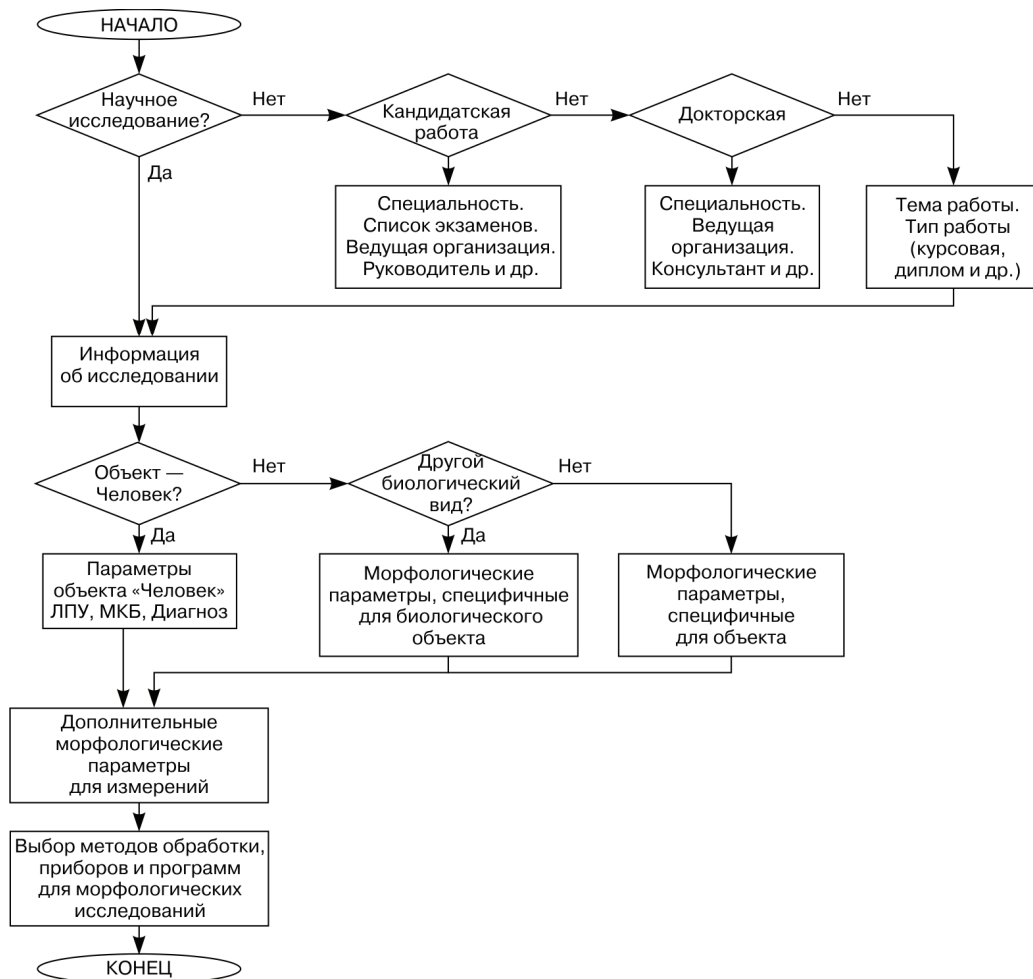 НАЧАЛО
Научное
исследование?
Нет
Кандидатская
работа
Нет
Докторская
Нет
Да
Специальность.
Список экзаменов.
Ведущая организация.
Руководитель и др.
Специальность.
Ведущая
организация.
Консультант и др.
Тема работы.
Тип работы
(курсовая,
диплом и др.)
Информация
об исследовании
Объект —
Человек?
Нет
Другой
биологический
вид?
Нет
Да
Да
Параметры
объекта «Человек»
ЛПУ, МКБ, Диагноз
Морфологические
параметры, специфичные
для биологического
объекта
Морфологические
параметры,
специфичные
для объекта
Дополнительные
морфологические
параметры
для измерений
Выбор методов обработки,
приборов и программ
для морфологических
исследований
КОНЕЦ